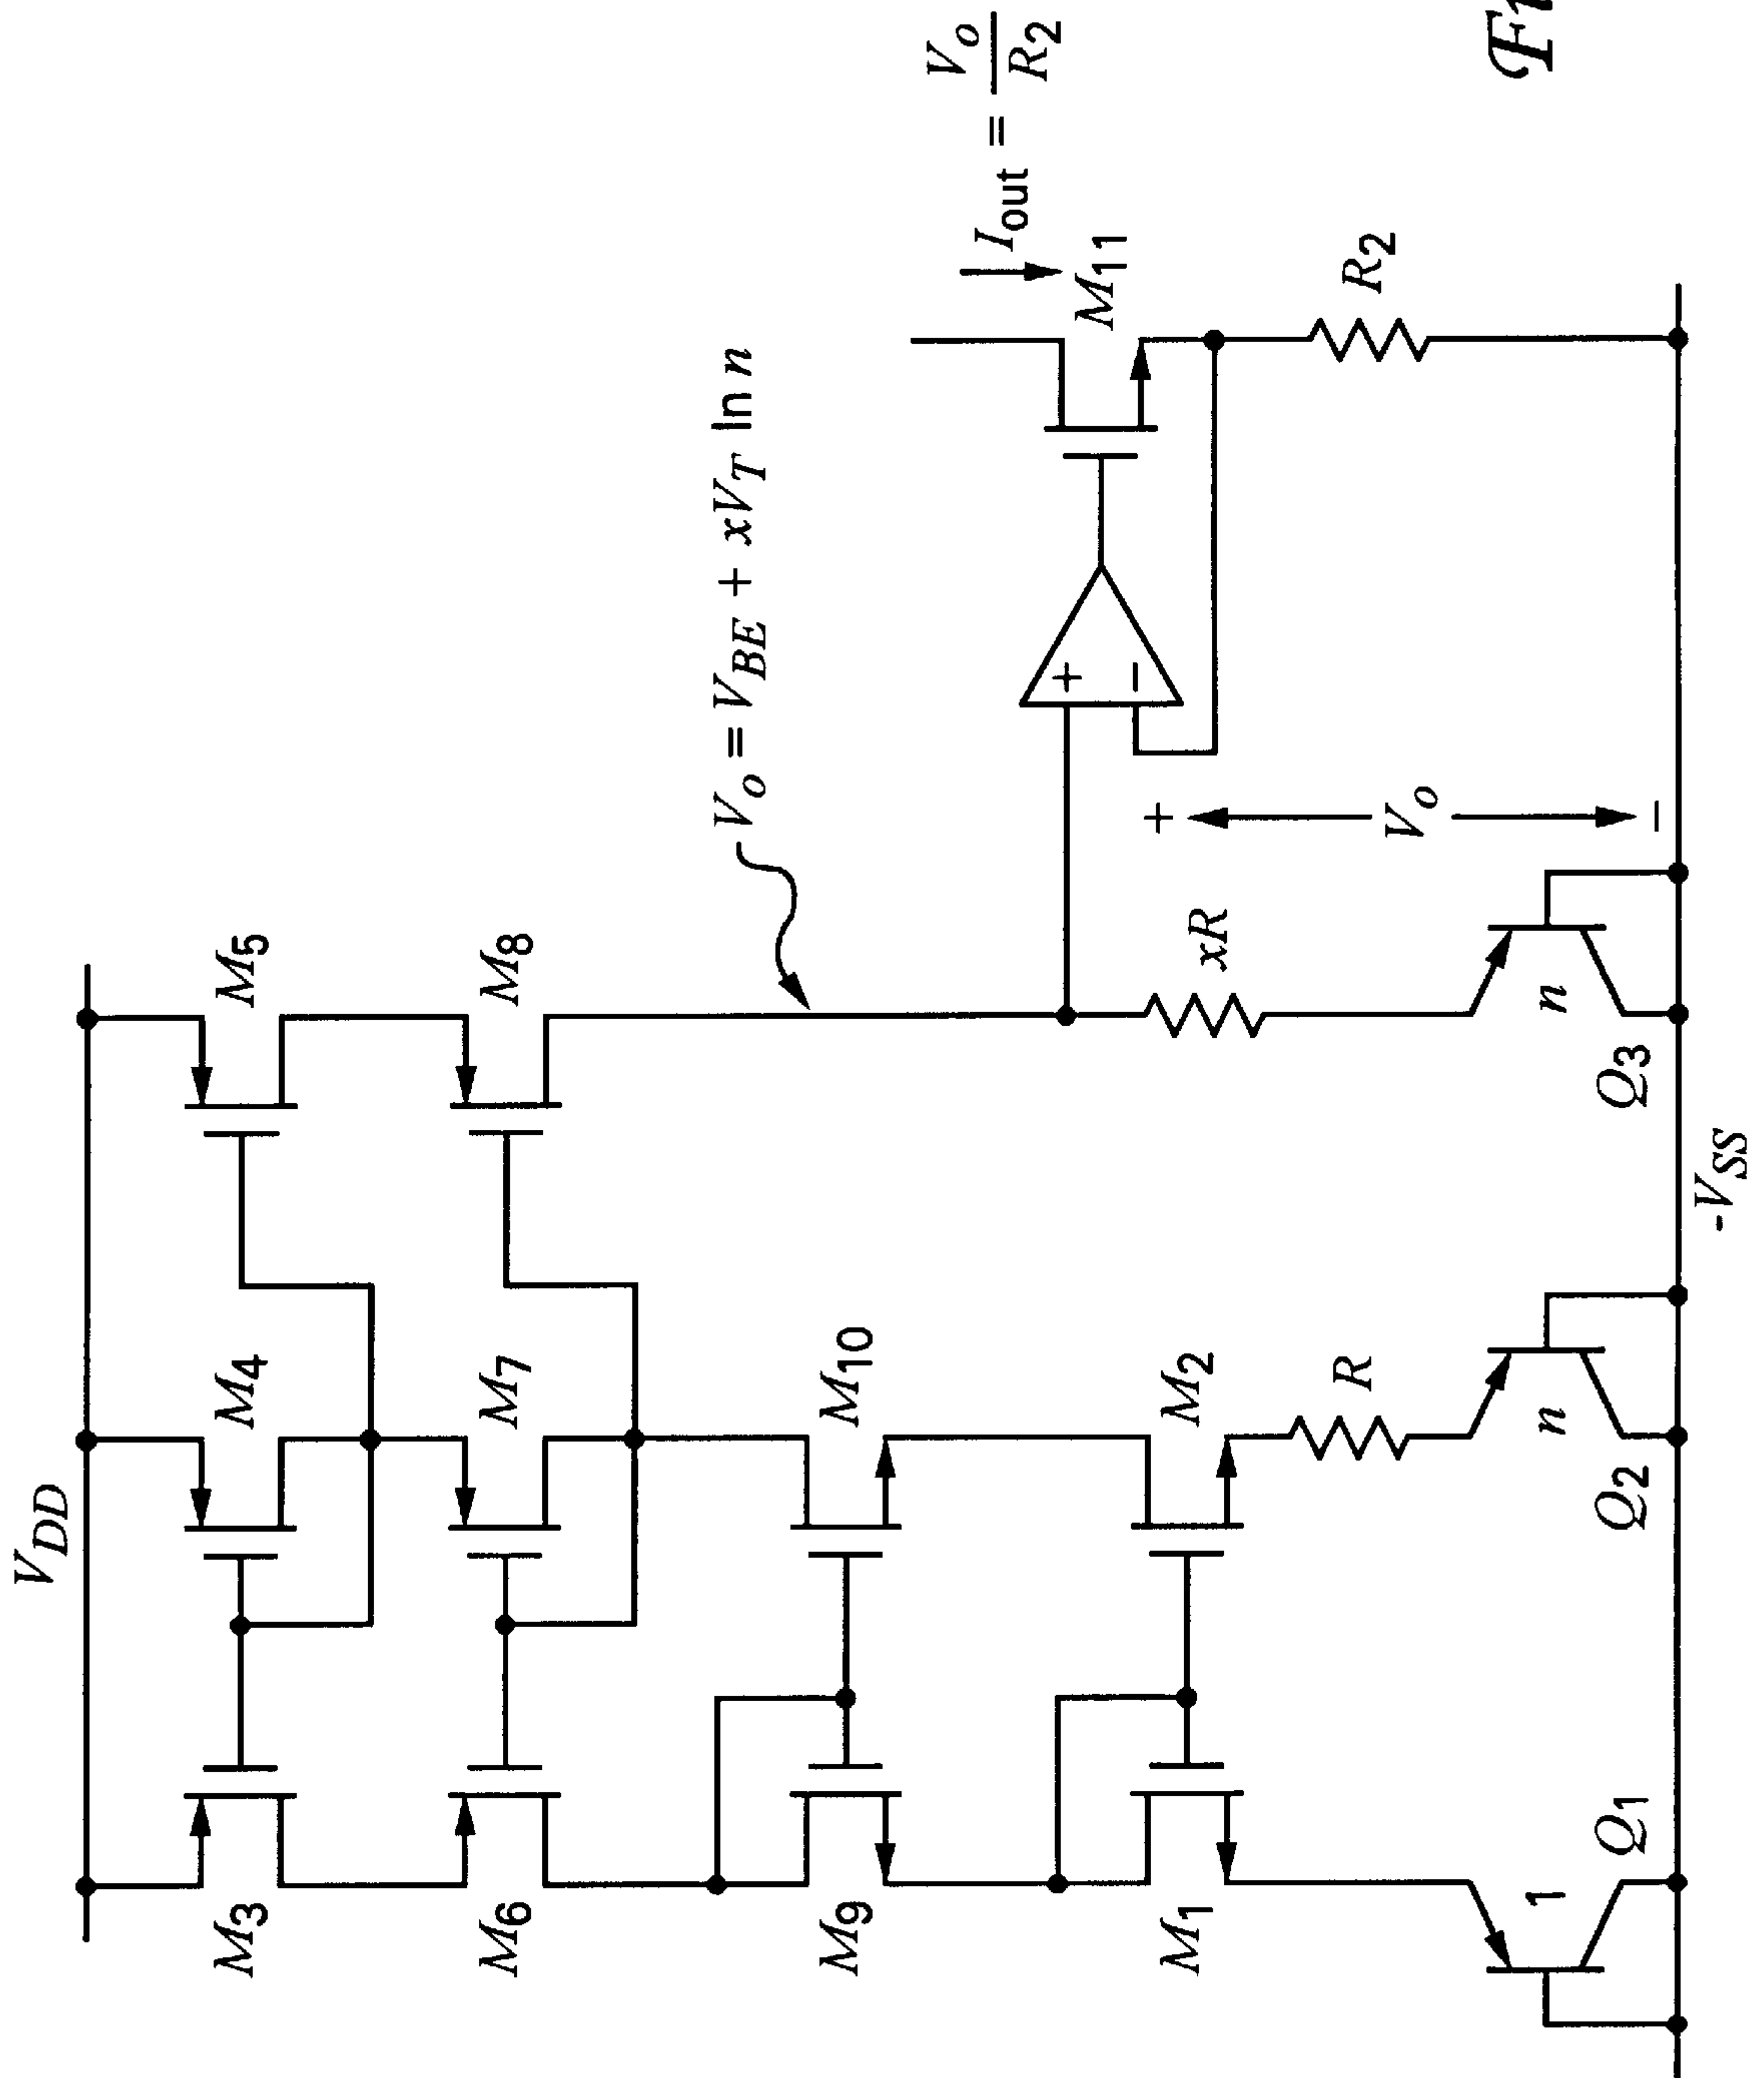 V_DD
M3
M4
M5
M6
M7
M8
V_o = V_BE + xV_T ln n
M9
M10
I_out = V_o / R2
M11
+
−
M1
M2
R
xR
+
V_o
−
R2
1
n
n
Q1
Q2
Q3
-V_SS